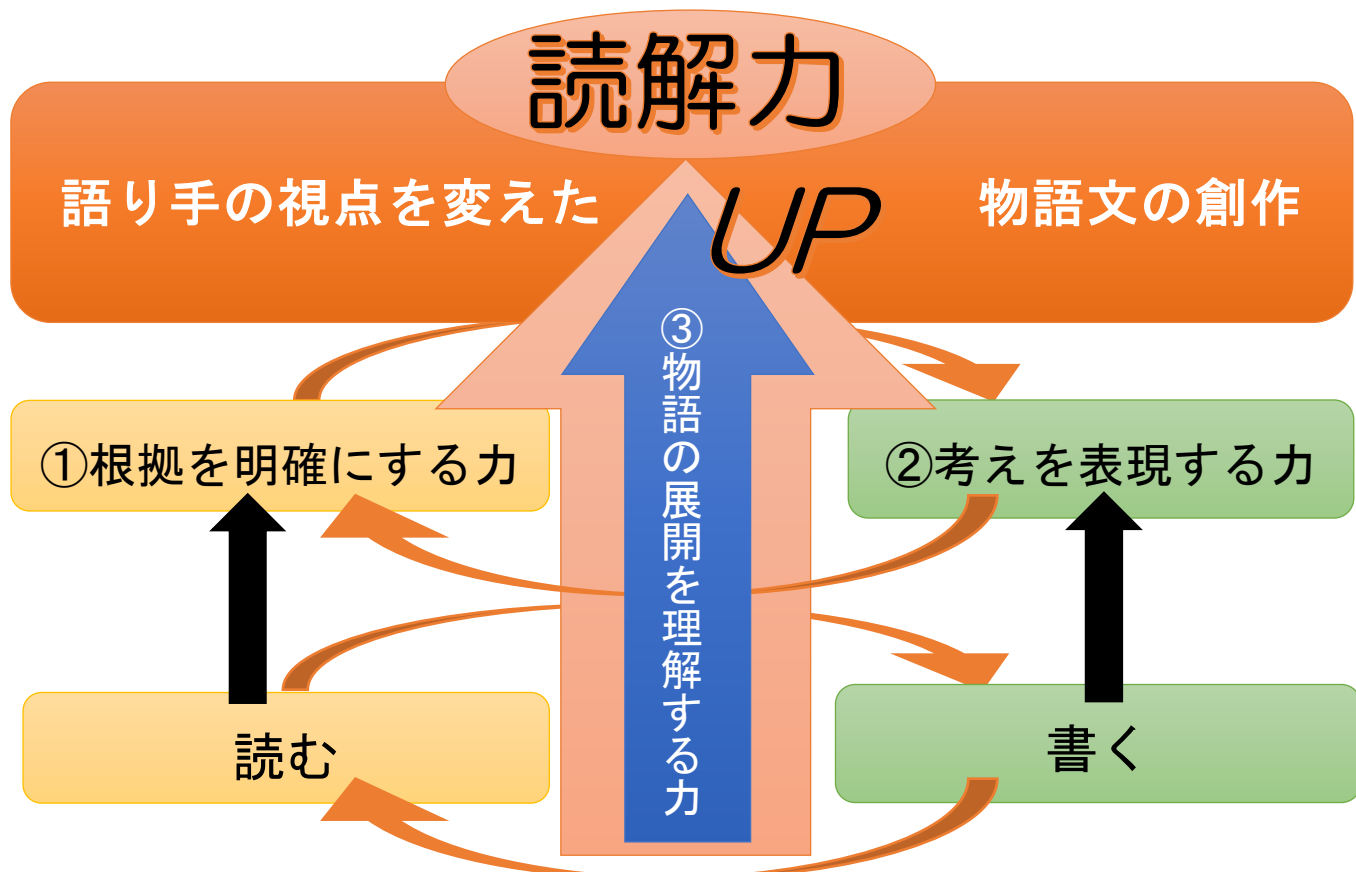 読解力
語り手の視点を変えた
UP
物語文の創作
③物語の展開を理解する力
①根拠を明確にする力
②考えを表現する力
読む
書く